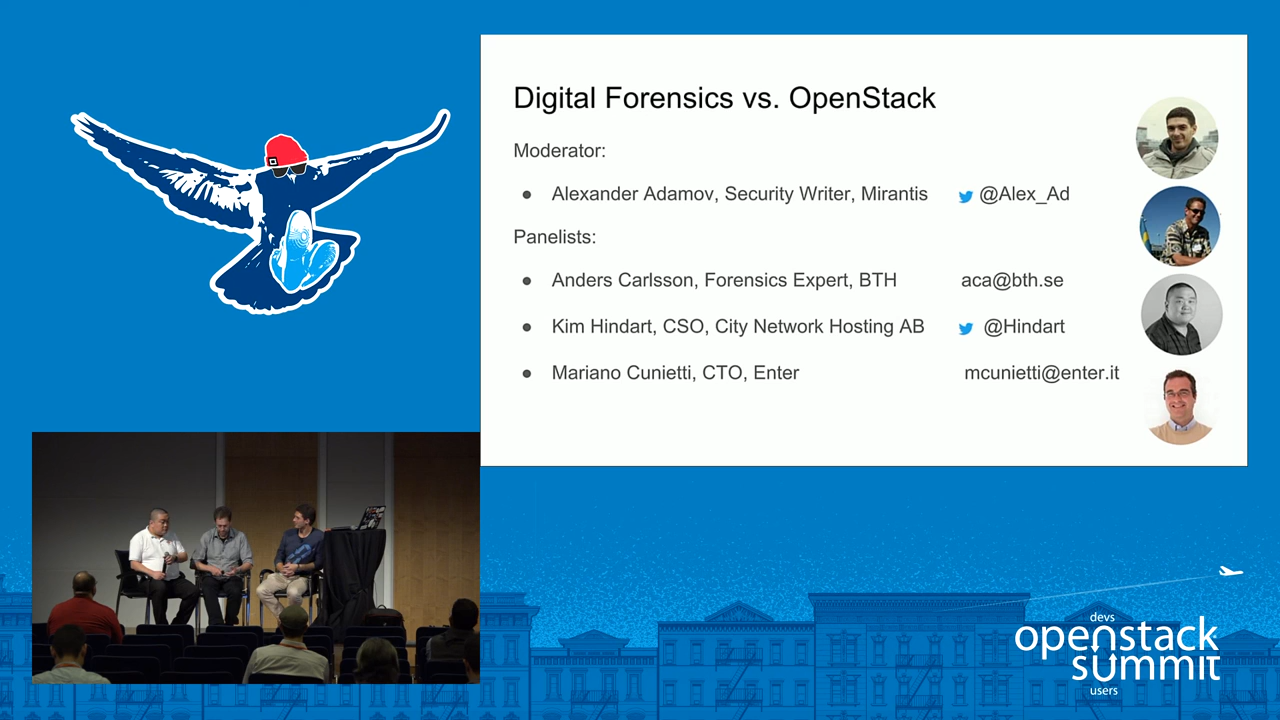 Digital Forensics vs. OpenStack
Moderator:
● Alexander Adamov, Security Writer, Mirantis @Alex_Ad
Panelists:
● Anders Carlsson, Forensics Expert, BTH aca@bth.se
● Kim Hindart, CSO, City Network Hosting AB @Hindart
● Mariano Cunietti, CTO, Enter mcunietti@enter.it
devs
openstack
summit
users